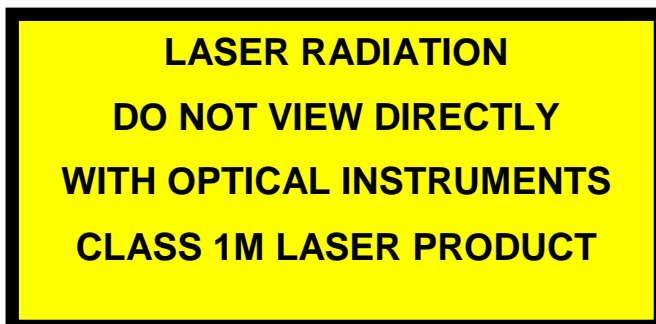 LASER RADIATION
DO NOT VIEW DIRECTLY
WITH OPTICAL INSTRUMENTS
CLASS 1M LASER PRODUCT